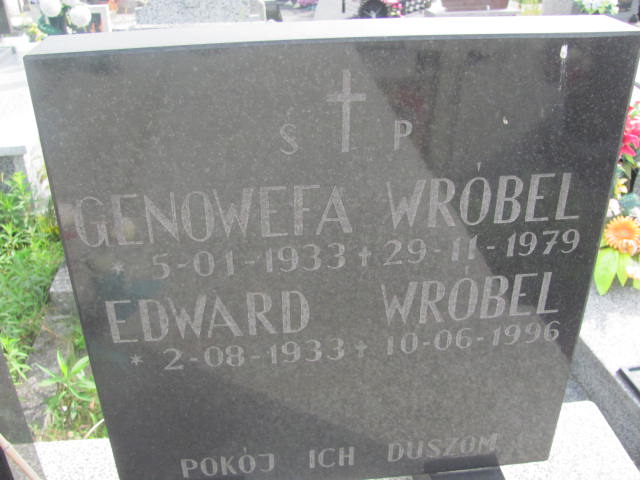 S P
GENOWEFA WRÓBEL
* 5-01-1933 + 29-11-1979
EDWARD WRÓBEL
* 2-08-1933 + 10-06-1996
POKÓJ ICH DUSZOM